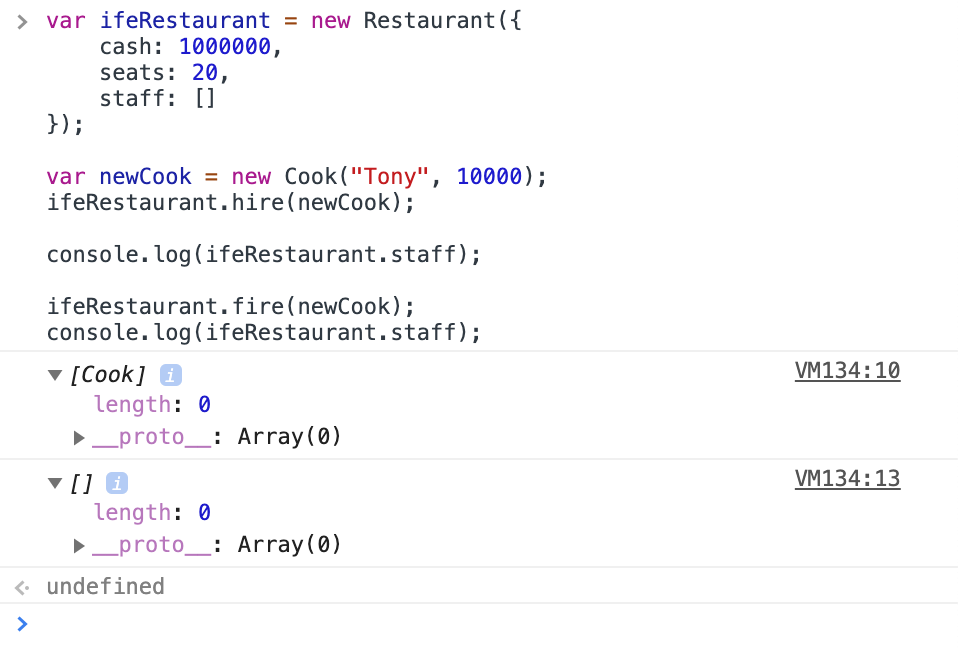 var ifeRestaurant = new Restaurant({
    cash: 1000000,
    seats: 20,
    staff: []
});

var newCook = new Cook("Tony", 10000);
ifeRestaurant.hire(newCook);

console.log(ifeRestaurant.staff);

ifeRestaurant.fire(newCook);
console.log(ifeRestaurant.staff);
[Cook] i VM134:10
length: 0
__proto__: Array(0)
[] i VM134:13
length: 0
__proto__: Array(0)
undefined